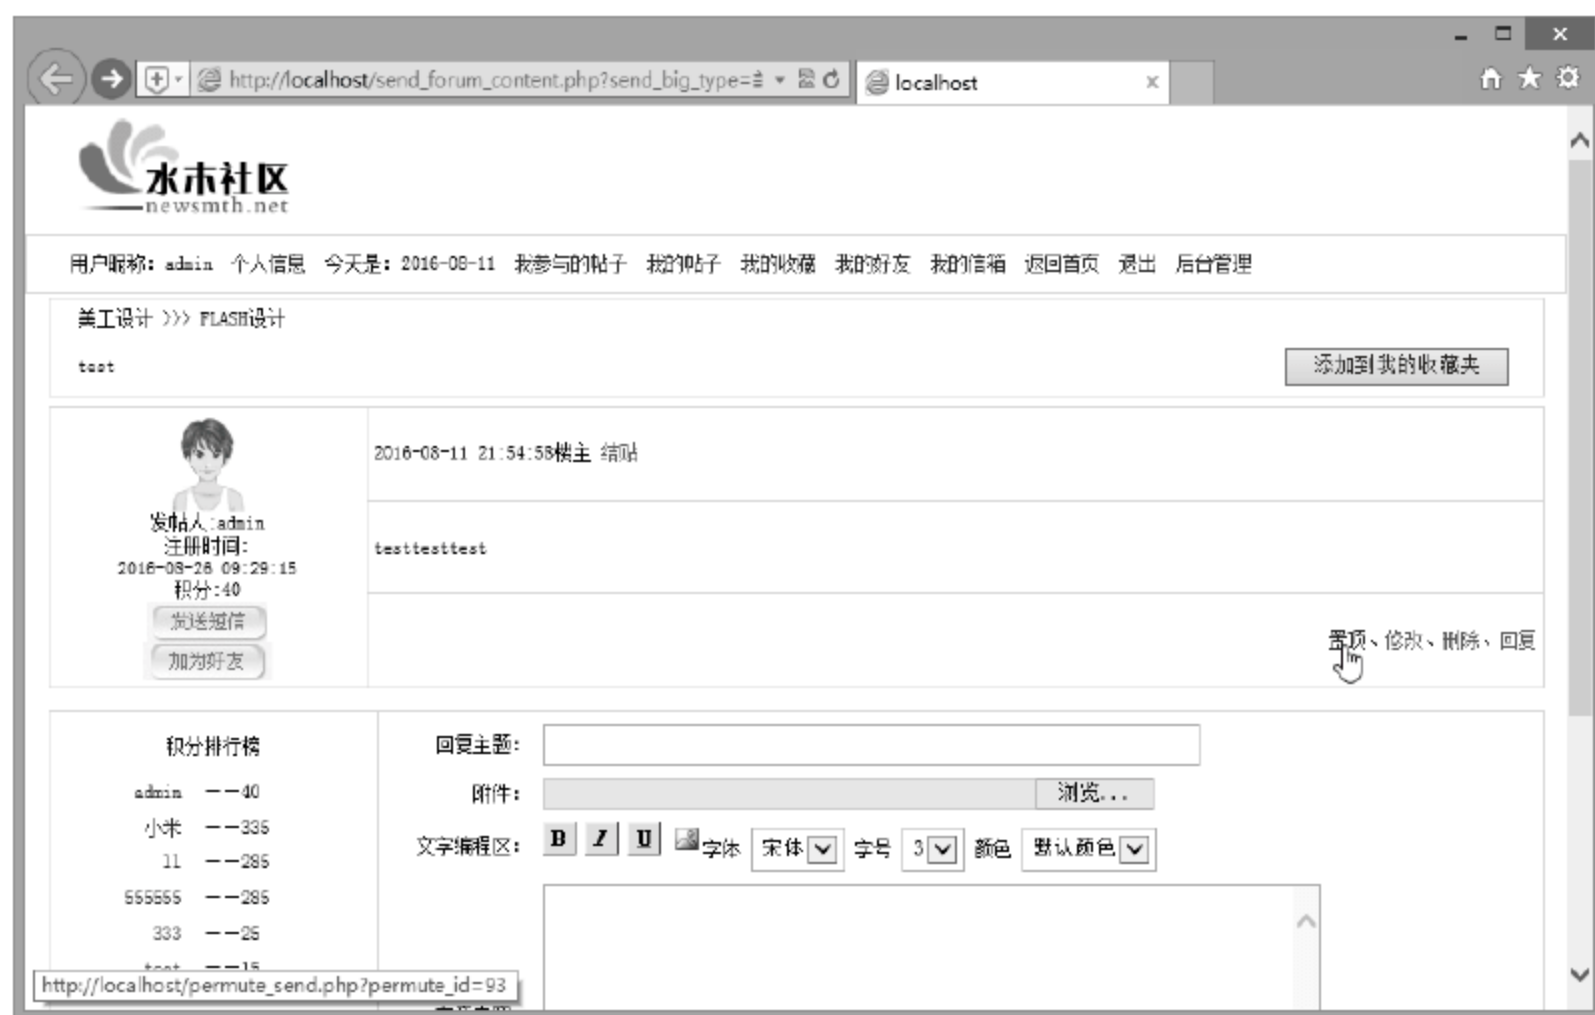 http://localhost/send_forum_content.php?send_big_type=
localhost
水木社区
newsmth.net
用户昵称：admin 个人信息 今天是：2016-08-11 我参与的帖子 我的帖子 我的收藏 我的好友 我的信箱 返回首页 退出 后台管理
美工设计 >>> FLASH设计
test
添加到我的收藏夹
2016-08-11 21:54:58楼主 结贴
发帖人:admin
注册时间:
2016-08-26 09:29:15
积分:40
发送短信
加为好友
testtesttest
置顶、修改、删除、回复
积分排行榜
admin ——40
小米 ——335
11 ——285
555555 ——285
333 ——25
test ——15
回复主题：
附件：
浏览...
文字编程区：
B I U 字体 宋体 字号 3 颜色 默认颜色
http://localhost/permute_send.php?permute_id=93